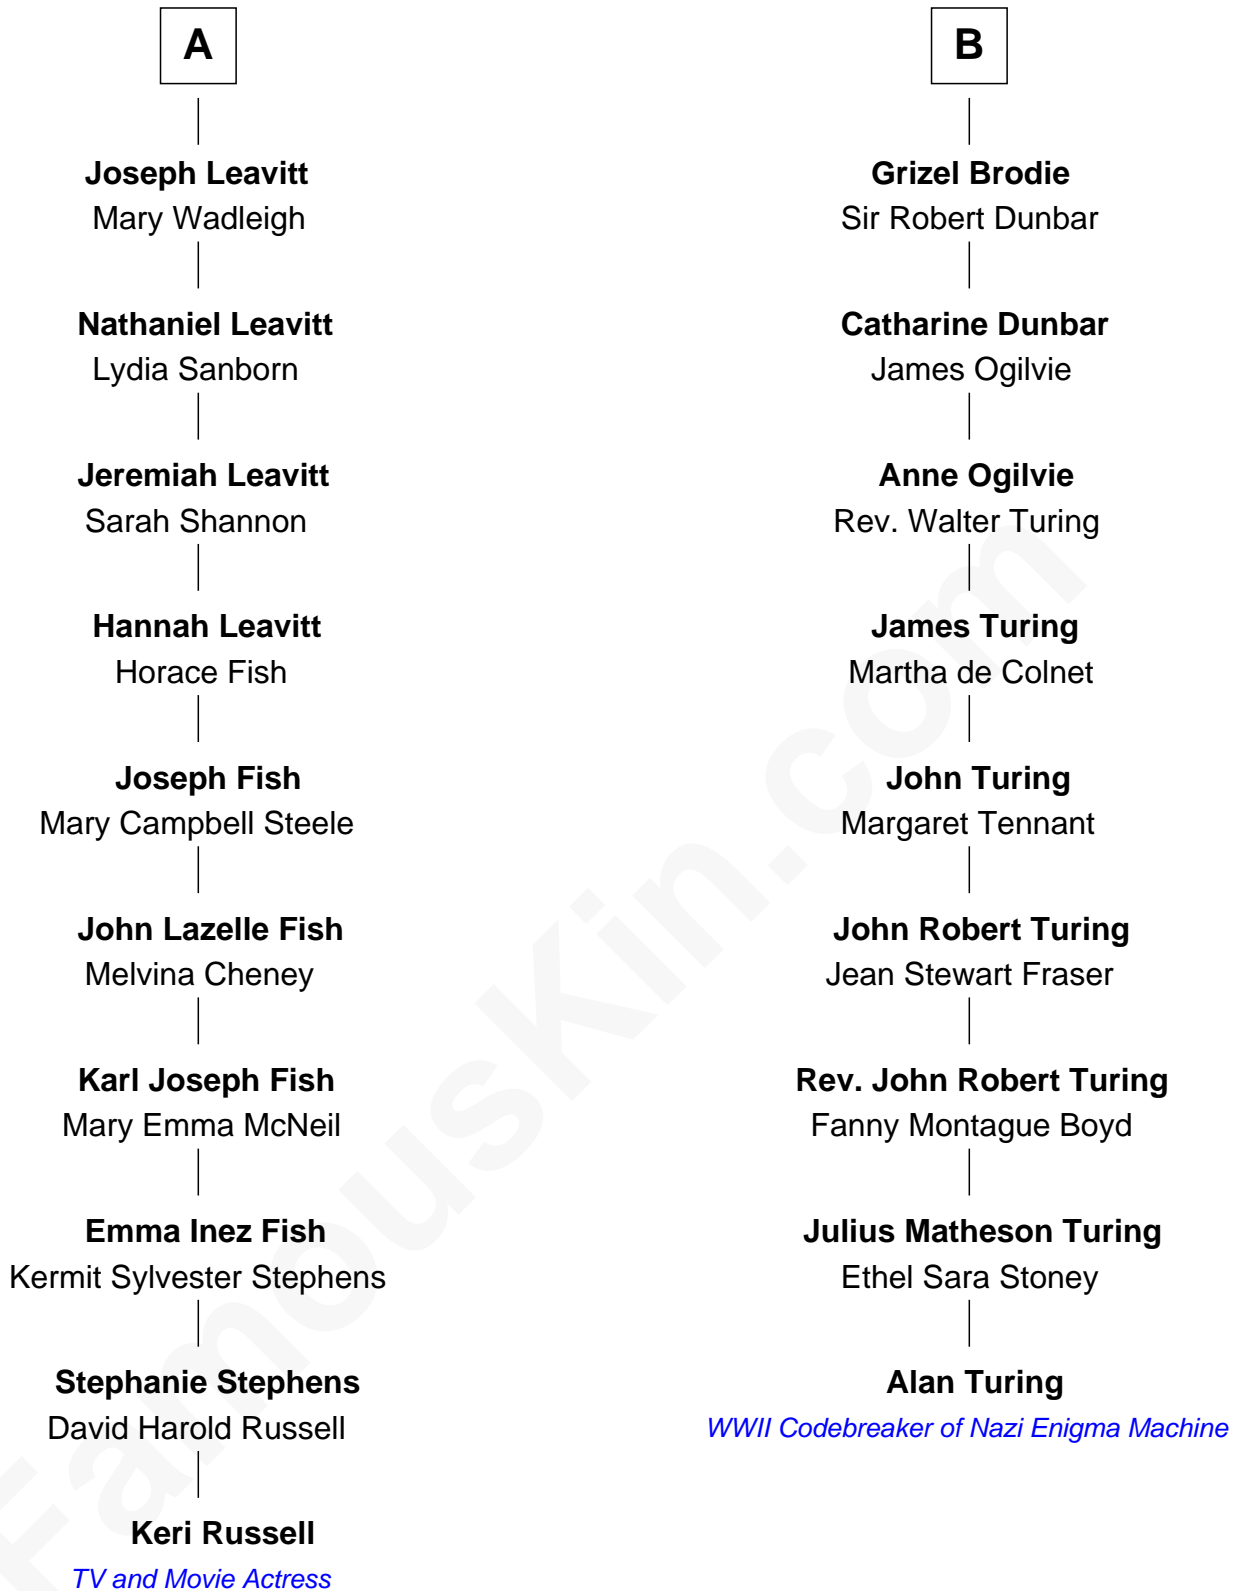 A
Joseph Leavitt
Mary Wadleigh
Nathaniel Leavitt
Lydia Sanborn
Jeremiah Leavitt
Sarah Shannon
Hannah Leavitt
Horace Fish
Joseph Fish
Mary Campbell Steele
John Lazelle Fish
Melvina Cheney
Karl Joseph Fish
Mary Emma McNeil
Emma Inez Fish
Kermit Sylvester Stephens
Stephanie Stephens
David Harold Russell
Keri Russell
TV and Movie Actress
B
Grizel Brodie
Sir Robert Dunbar
Catharine Dunbar
James Ogilvie
Anne Ogilvie
Rev. Walter Turing
James Turing
Martha de Colnet
John Turing
Margaret Tennant
John Robert Turing
Jean Stewart Fraser
Rev. John Robert Turing
Fanny Montague Boyd
Julius Matheson Turing
Ethel Sara Stoney
Alan Turing
WWII Codebreaker of Nazi Enigma Machine
FamousKin.com